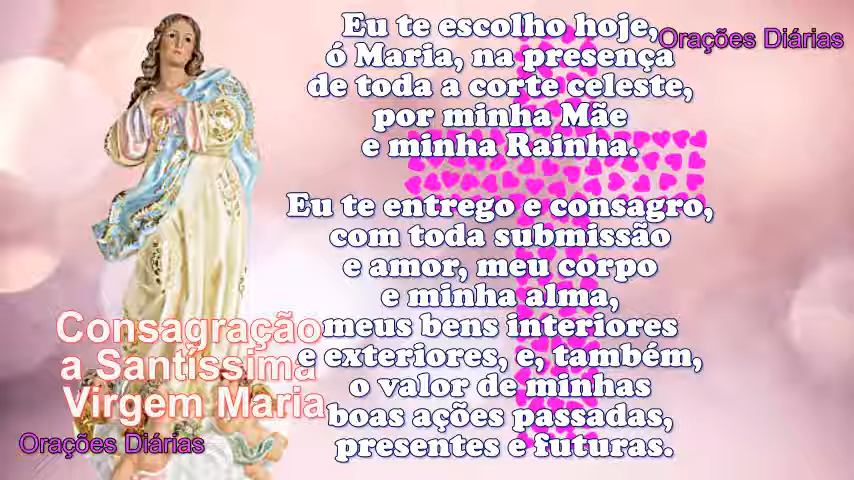 Eu te escolho hoje,
ó Maria, na presença
de toda a corte celeste,
por minha Mãe
e minha Rainha.
Eu te entrego e consagro,
com toda submissão
e amor, meu corpo
e minha alma,
meus bens interiores
e exteriores, e, também,
o valor de minhas
boas ações passadas,
presentes e futuras.
Orações Diárias
Consagração
a Santíssima
Virgem Maria
Orações Diárias